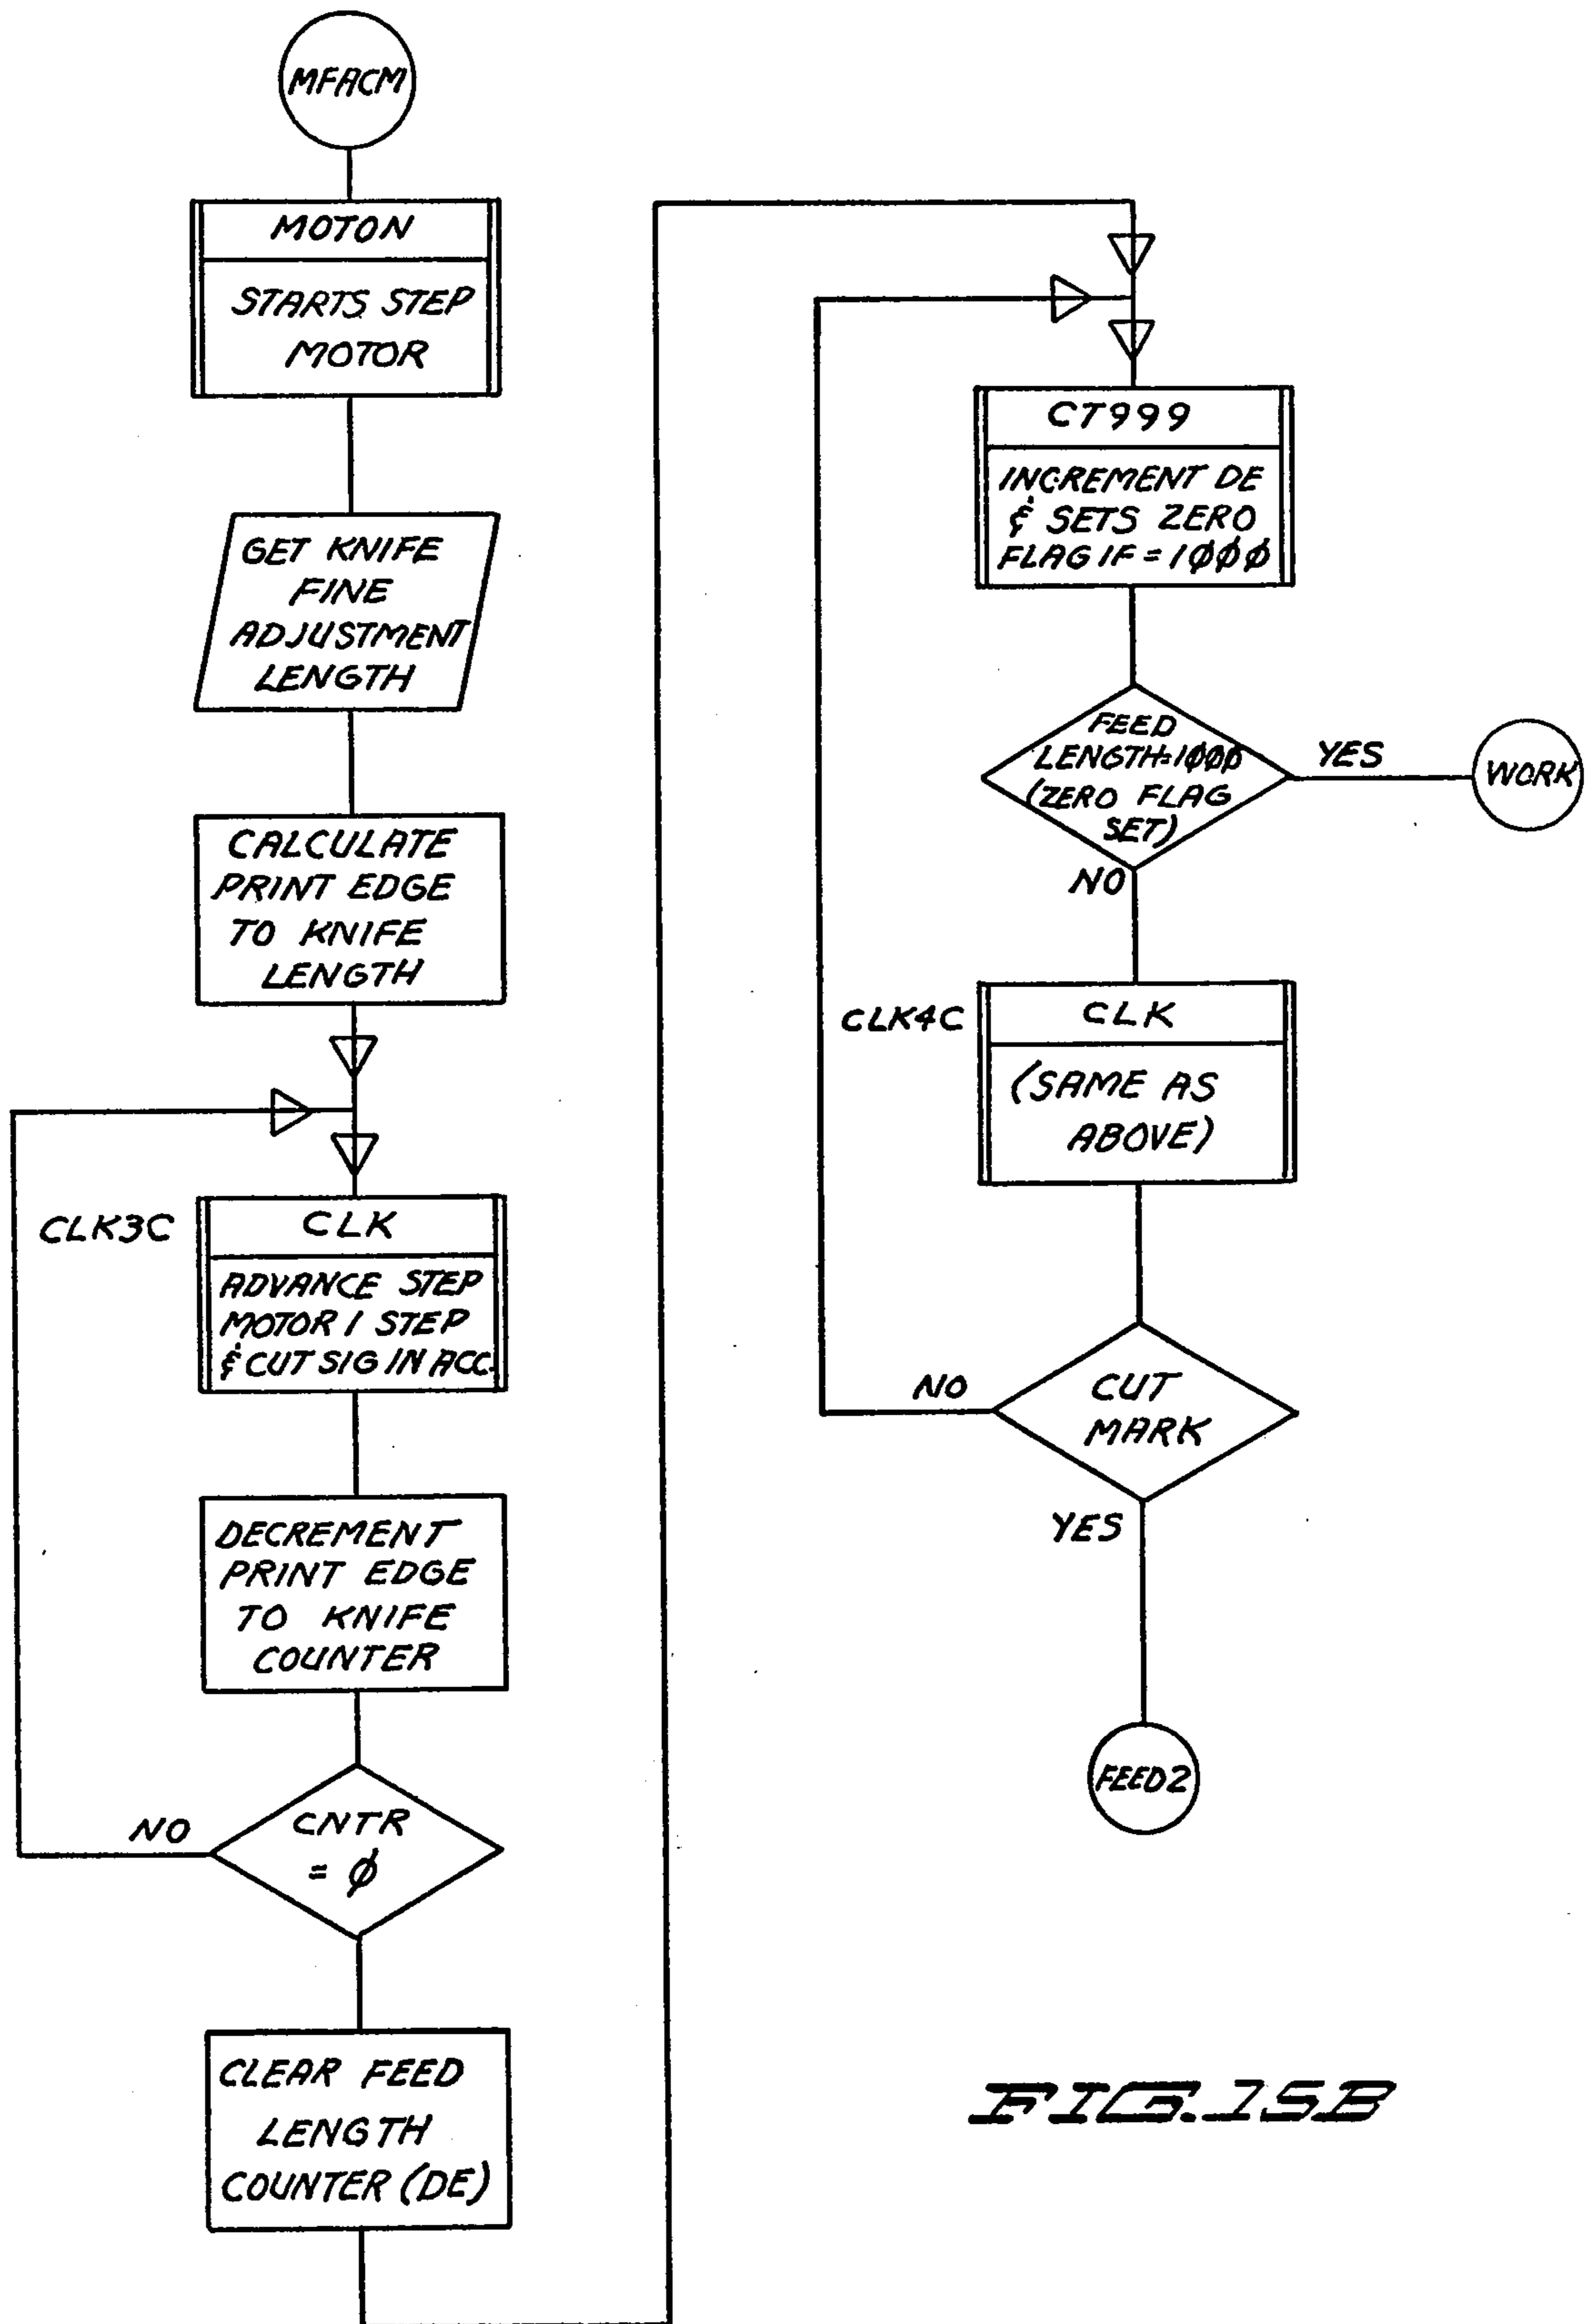 MFACM
MOTON
STARTS STEP
MOTOR
GET KNIFE
FINE
ADJUSTMENT
LENGTH
CALCULATE
PRINT EDGE
TO KNIFE
LENGTH
CLK3C
CLK
ADVANCE STEP
MOTOR 1 STEP
& CUT SIG IN ACC.
DECREMENT
PRINT EDGE
TO KNIFE
COUNTER
CNTR
= Ø
NO
CLEAR FEED
LENGTH
COUNTER (DE)
CT999
INCREMENT DE
& SETS ZERO
FLAG IF = 1ØØØ
FEED
LENGTH=1ØØØ
(ZERO FLAG
SET)
YES
WORK
NO
CLK4C
CLK
(SAME AS
ABOVE)
CUT
MARK
NO
YES
FEED2
FIG. 15B